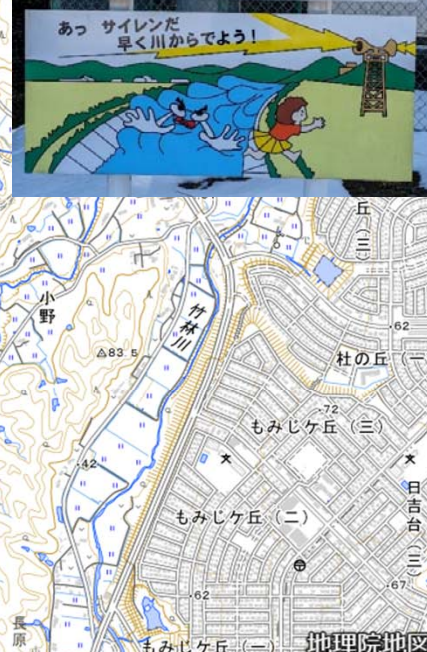 あっ サイレンだ
早く川からでよう!
丘(三)
小野
竹林川
83.5
62
杜の丘(一
72
もみじケ丘(三)
42
日吉台(三)
もみじケ丘(二)
67
62
長原
もみじケ丘(一)
地理院地図